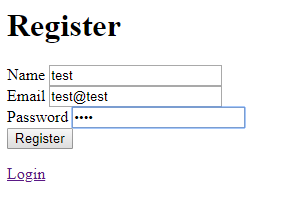 Register
Name test
Email test@test
Password ••••
Register
Login